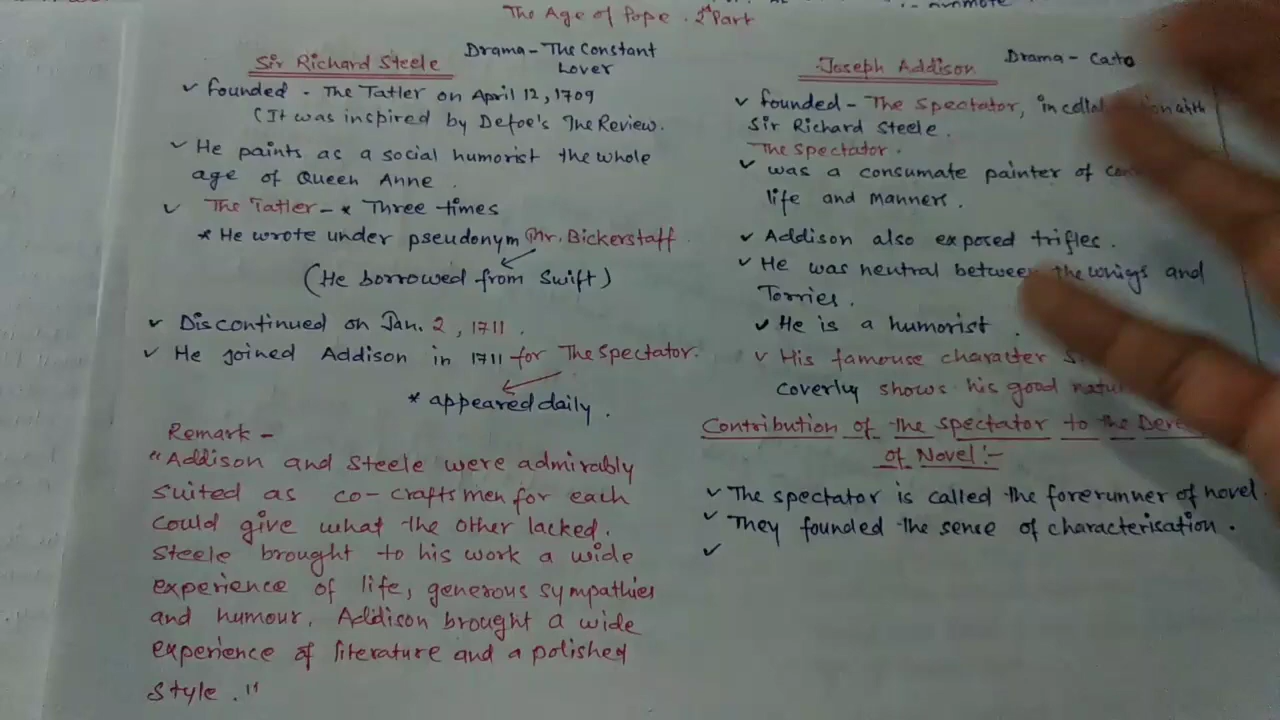 The Age of Pope. 2nd Part
Sir Richard Steele
Drama - The Constant
Lover
✓ founded - The Tatler on April 12, 1709
(It was inspired by Defoe's The Review.
✓ He paints as a social humorist the whole
age of Queen Anne.
✓ The Tatler - * Three times
* He wrote under pseudonym Mr. Bickerstaff
(He borrowed from Swift)
✓ Discontinued on Jan. 2, 1711.
✓ He joined Addison in 1711 for The Spectator.
* appeared daily.
Remark -
"Addison and Steele were admirably
suited as co-craftsmen for each
could give what the other lacked.
Steele brought to his work a wide
experience of life, generous sympathies
and humour. Addison brought a wide
experience of literature and a polished
style."
Joseph Addison
Drama - Cato
✓ founded - The Spectator, in with
Sir Richard Steele.
The Spectator.
✓ was a consumate painter of
life and manners.
✓ Addison also exposed trifles.
✓ He was neutral between the whigs and
Torries.
✓ He is a humorist.
✓ His famouse character
coverly shows his good
Contribution of the spectator to the
of Novel:-
✓ The spectator is called the forerunner of novel.
✓ They founded the sense of characterisation.
✓